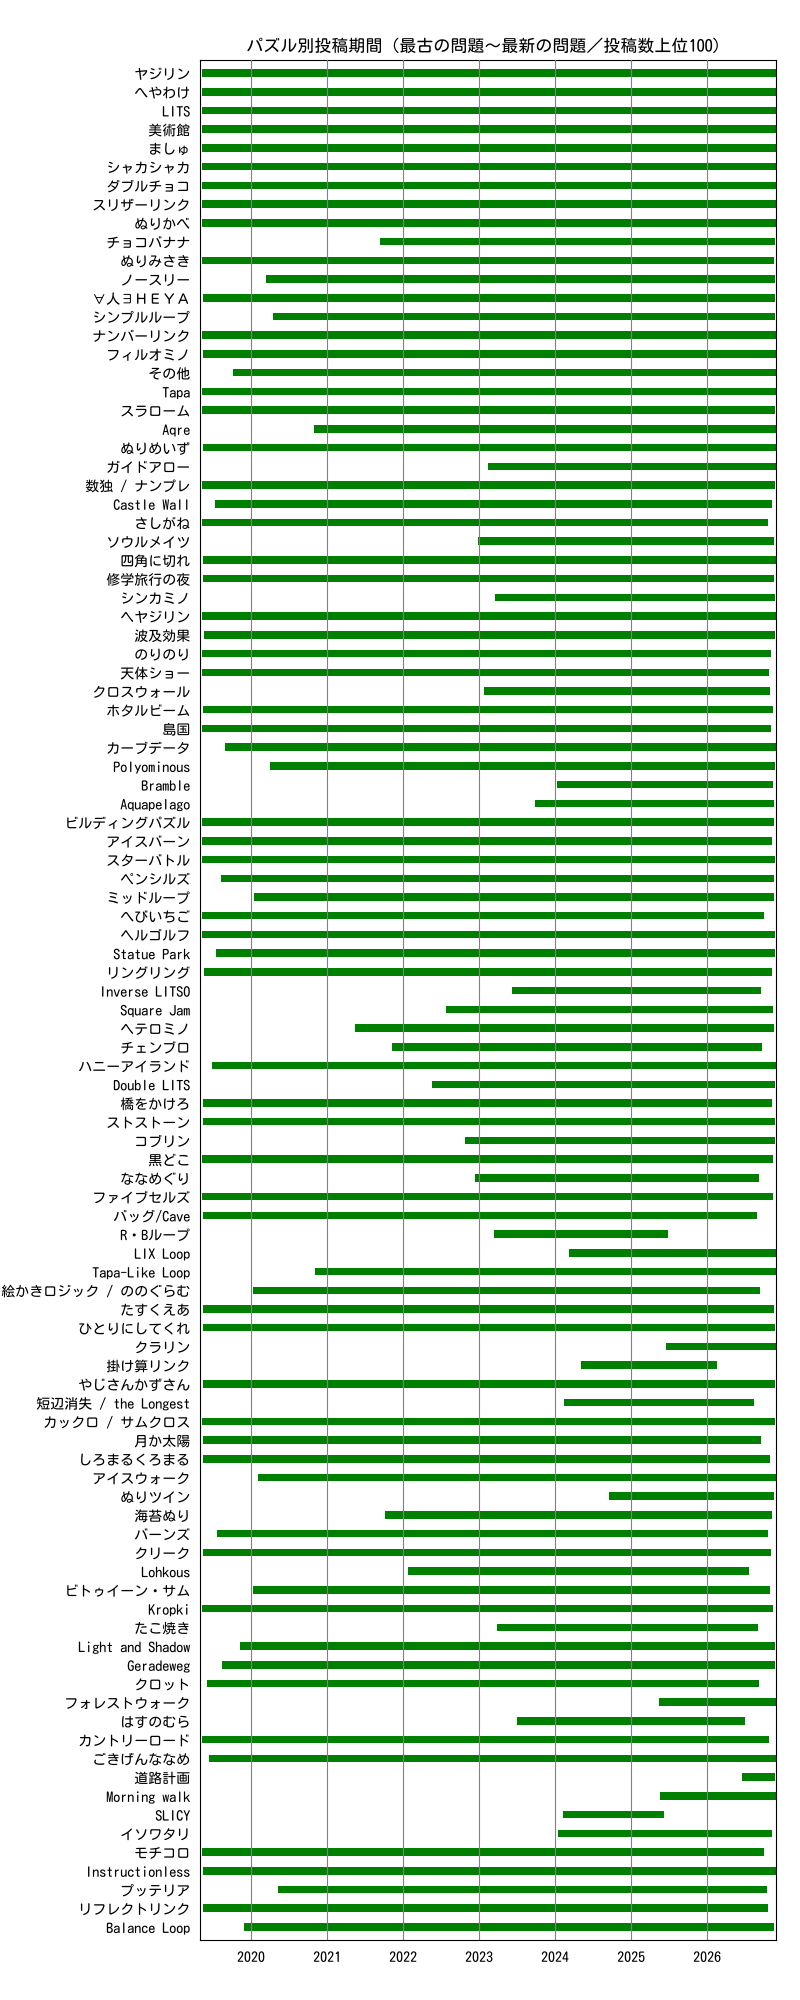 パズル別投稿期間（最古の問題～最新の問題／投稿数上位100）
ヤジリン
へやわけ
LITS
美術館
ましゅ
シャカシャカ
ダブルチョコ
スリザーリンク
ぬりかべ
チョコバナナ
ぬりみさき
ノースリー
∀人∃ＨＥＹＡ
シンプルループ
ナンバーリンク
フィルオミノ
その他
Tapa
スラローム
Aqre
ぬりめいず
ガイドアロー
数独 / ナンプレ
Castle Wall
さしがね
ソウルメイツ
四角に切れ
修学旅行の夜
シンカミノ
ヘヤジリン
波及効果
のりのり
天体ショー
クロスウォール
ホタルビーム
島国
カーブデータ
Polyominous
Bramble
Aquapelago
ビルディングパズル
アイスバーン
スターバトル
ペンシルズ
ミッドループ
へびいちご
ヘルゴルフ
Statue Park
リングリング
Inverse LITSO
Square Jam
ヘテロミノ
チェンブロ
ハニーアイランド
Double LITS
橋をかけろ
ストストーン
コブリン
黒どこ
ななめぐり
ファイブセルズ
バッグ/Cave
R・Bループ
LIX Loop
Tapa-Like Loop
絵かきロジック / ののぐらむ
たすくえあ
ひとりにしてくれ
クラリン
掛け算リンク
やじさんかずさん
短辺消失 / the Longest
カックロ / サムクロス
月か太陽
しろまるくろまる
アイスウォーク
ぬりツイン
海苔ぬり
バーンズ
クリーク
Lohkous
ビトゥイーン・サム
Kropki
たこ焼き
Light and Shadow
Geradeweg
クロット
フォレストウォーク
はすのむら
カントリーロード
ごきげんななめ
道路計画
Morning walk
SLICY
イソワタリ
モチコロ
Instructionless
プッテリア
リフレクトリンク
Balance Loop
2020 2021 2022 2023 2024 2025 2026